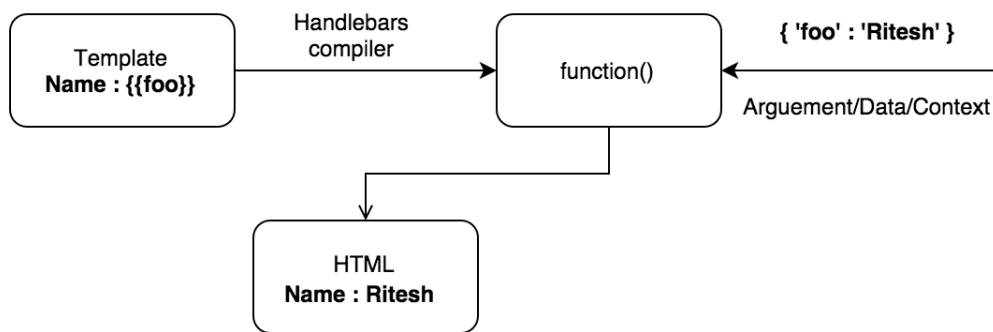 Template
Name : {{foo}}
Handlebars
compiler
function()
{ 'foo' : 'Ritesh' }
Arguement/Data/Context
HTML
Name : Ritesh